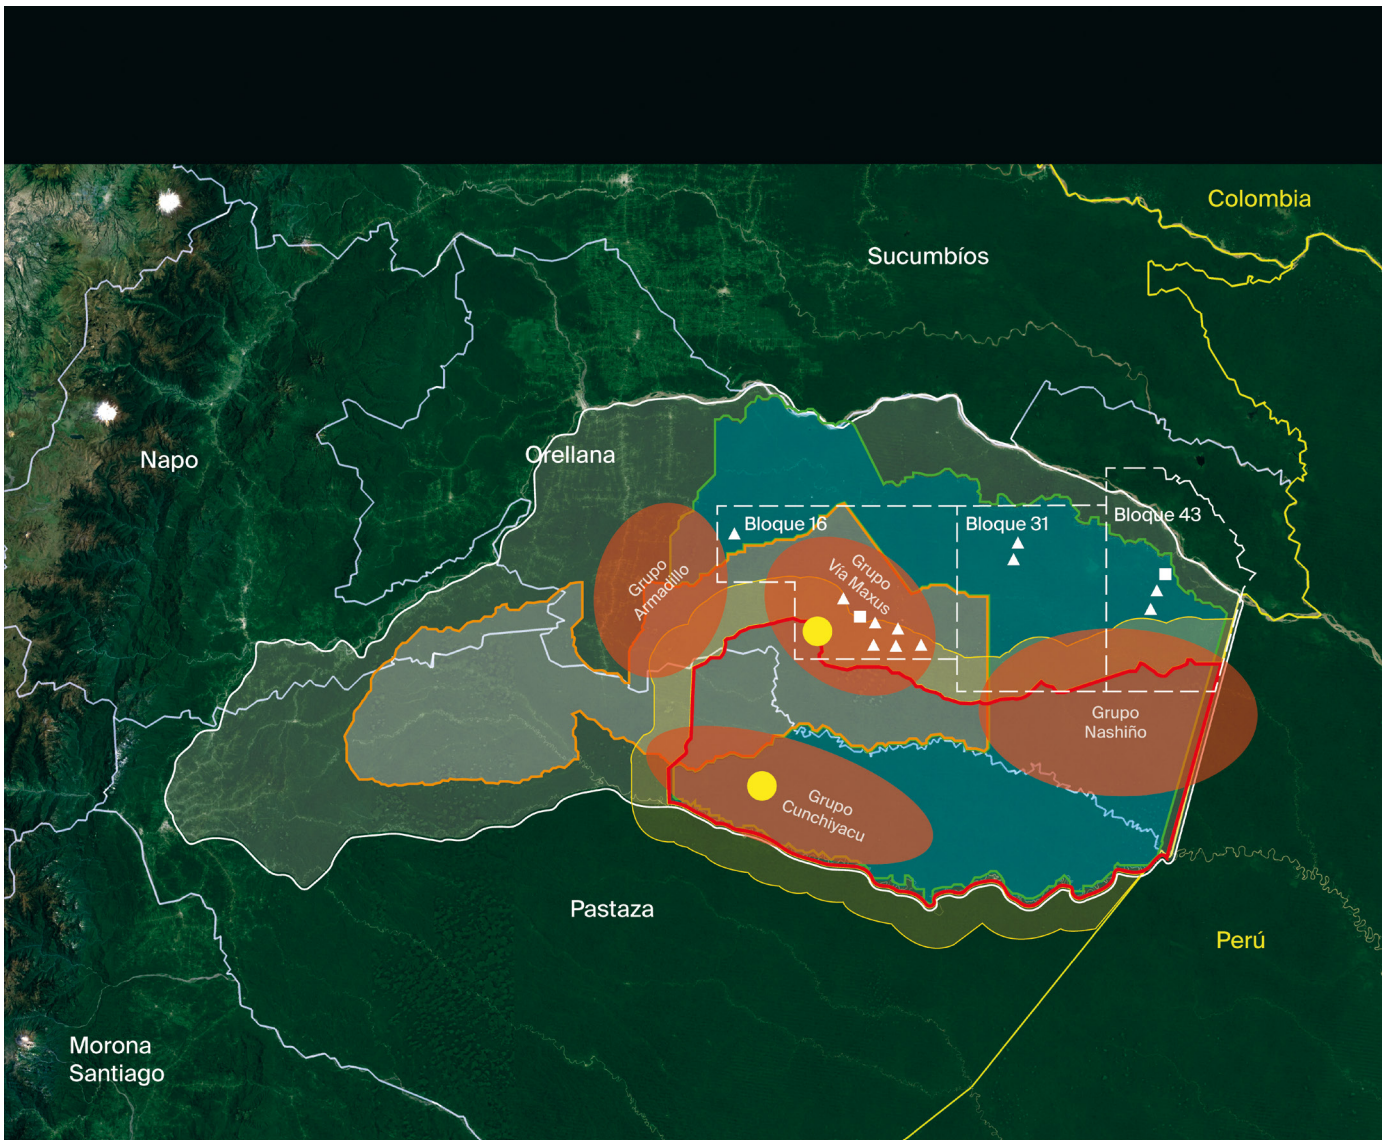 Colombia
Sucumbíos
Napo
Orellana
Bloque 16
Bloque 31
Bloque 43
Grupo
Armadillo
Grupo
Vía Maxus
Grupo
Nashiño
Grupo
Cunchiyacu
Pastaza
Perú
Morona
Santiago